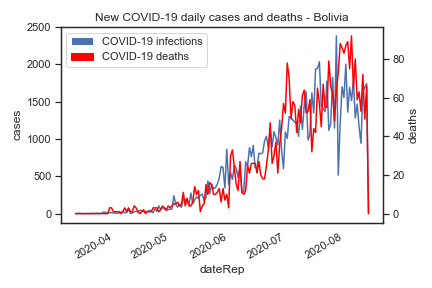 New COVID-19 daily cases and deaths - Bolivia
COVID-19 infections
COVID-19 deaths
2500
2000
1500
1000
500
0
cases
80
60
40
20
0
deaths
2020-04
2020-05
2020-06
2020-07
2020-08
dateRep